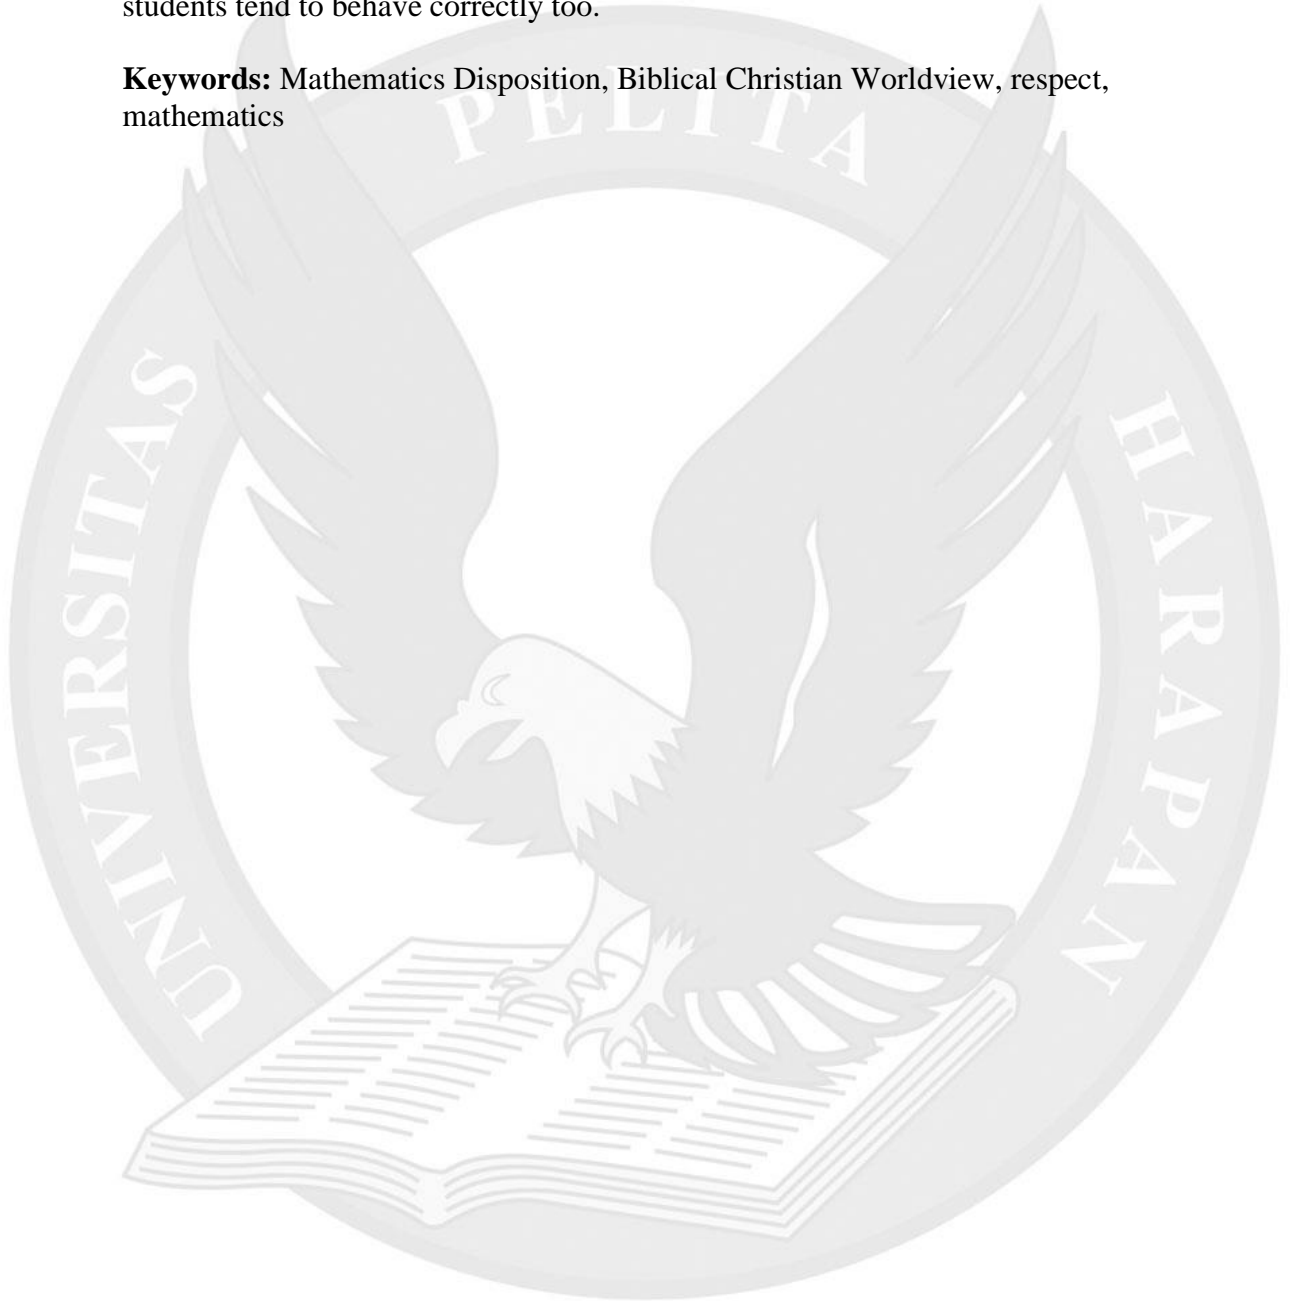 students tend to behave correctly too.
Keywords: Mathematics Disposition, Biblical Christian Worldview, respect,
mathematics
UNIVERSITAS PELITA HARAPAN